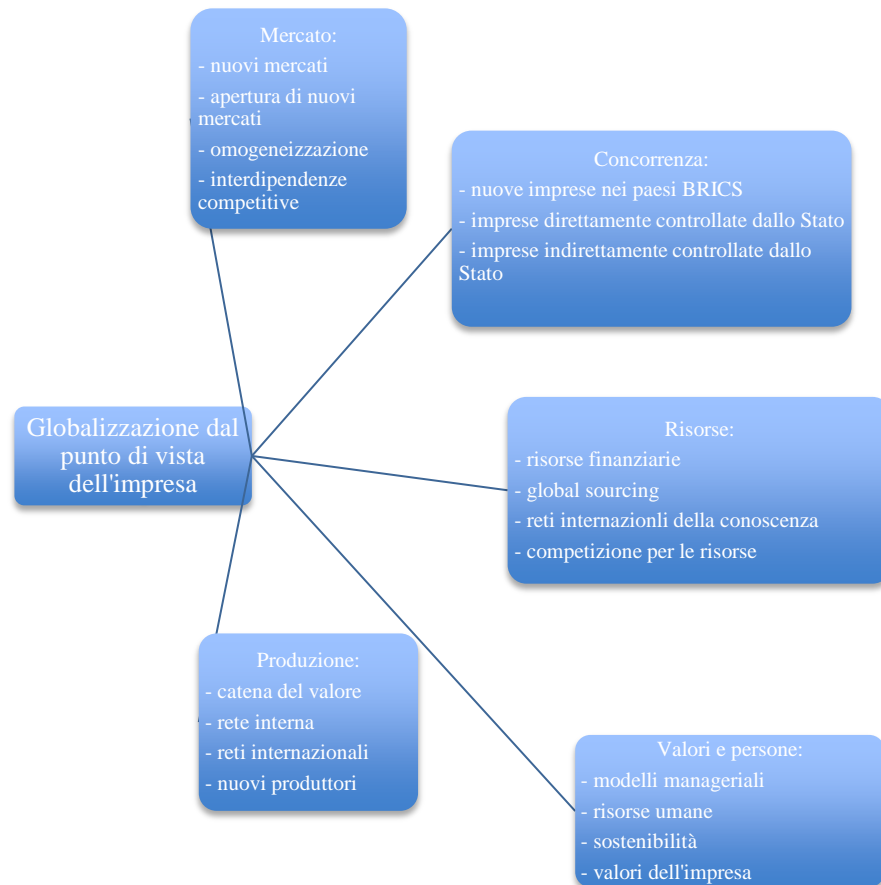 Mercato:
- nuovi mercati
- apertura di nuovi
mercati
- omogeneizzazione
- interdipendenze
competitive
Concorrenza:
- nuove imprese nei paesi BRICS
- imprese direttamente controllate dallo Stato
- imprese indirettamente controllate dallo
Stato
Globalizzazione dal
punto di vista
dell'impresa
Risorse:
- risorse finanziarie
- global sourcing
- reti internazionli della conoscenza
- competizione per le risorse
Produzione:
- catena del valore
- rete interna
- reti internazionali
- nuovi produttori
Valori e persone:
- modelli manageriali
- risorse umane
- sostenibilità
- valori dell'impresa